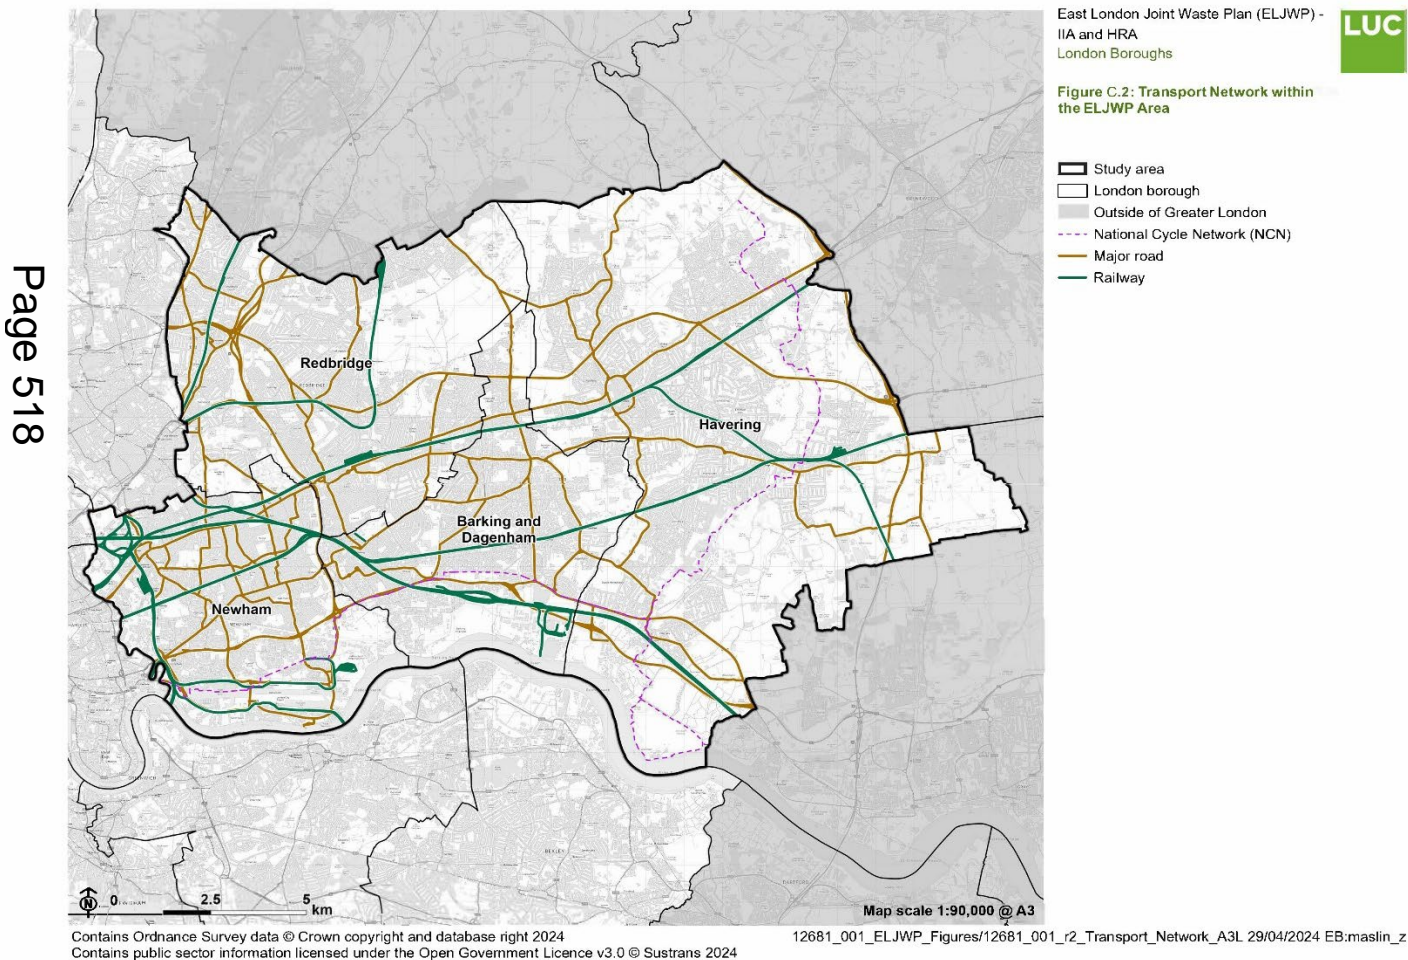 Page 518
East London Joint Waste Plan (ELJWP) -
IIA and HRA
London Boroughs
LUC
Figure C.2: Transport Network within
the ELJWP Area
Study area
London borough
Outside of Greater London
National Cycle Network (NCN)
Major road
Railway
Redbridge
Havering
Barking and
Dagenham
Newham
N
0 2.5 5
km
Map scale 1:90,000 @ A3
Contains Ordnance Survey data © Crown copyright and database right 2024
Contains public sector information licensed under the Open Government Licence v3.0 © Sustrans 2024
12681_001_ELJWP_Figures/12681_001_r2_Transport_Network_A3L 29/04/2024 EB:maslin_z